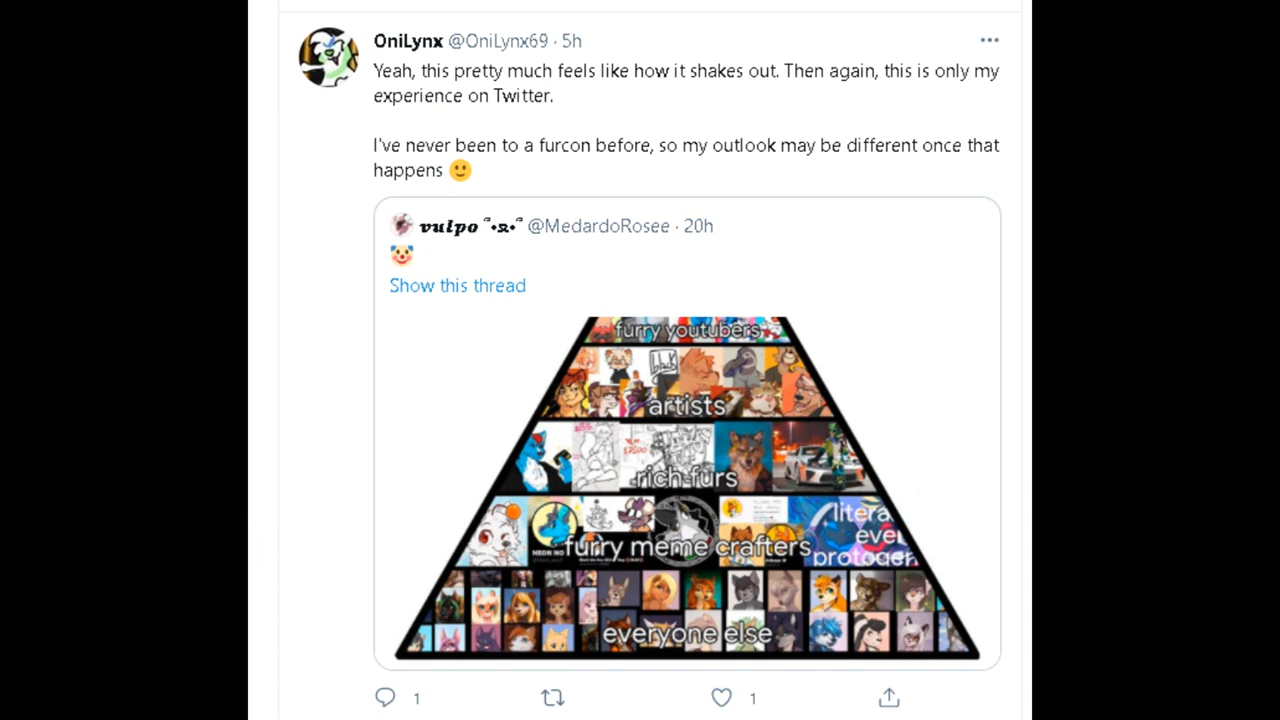 OniLynx @OniLynx69 · 5h
Yeah, this pretty much feels like how it shakes out. Then again, this is only my
experience on Twitter.
I've never been to a furcon before, so my outlook may be different once that
happens 🙂
vulpo @MedardoRosee · 20h
🤡
Show this thread
furry youtubers
artists
rich furs
furry meme crafters
litera
eve
protogen
everyone else
1
1